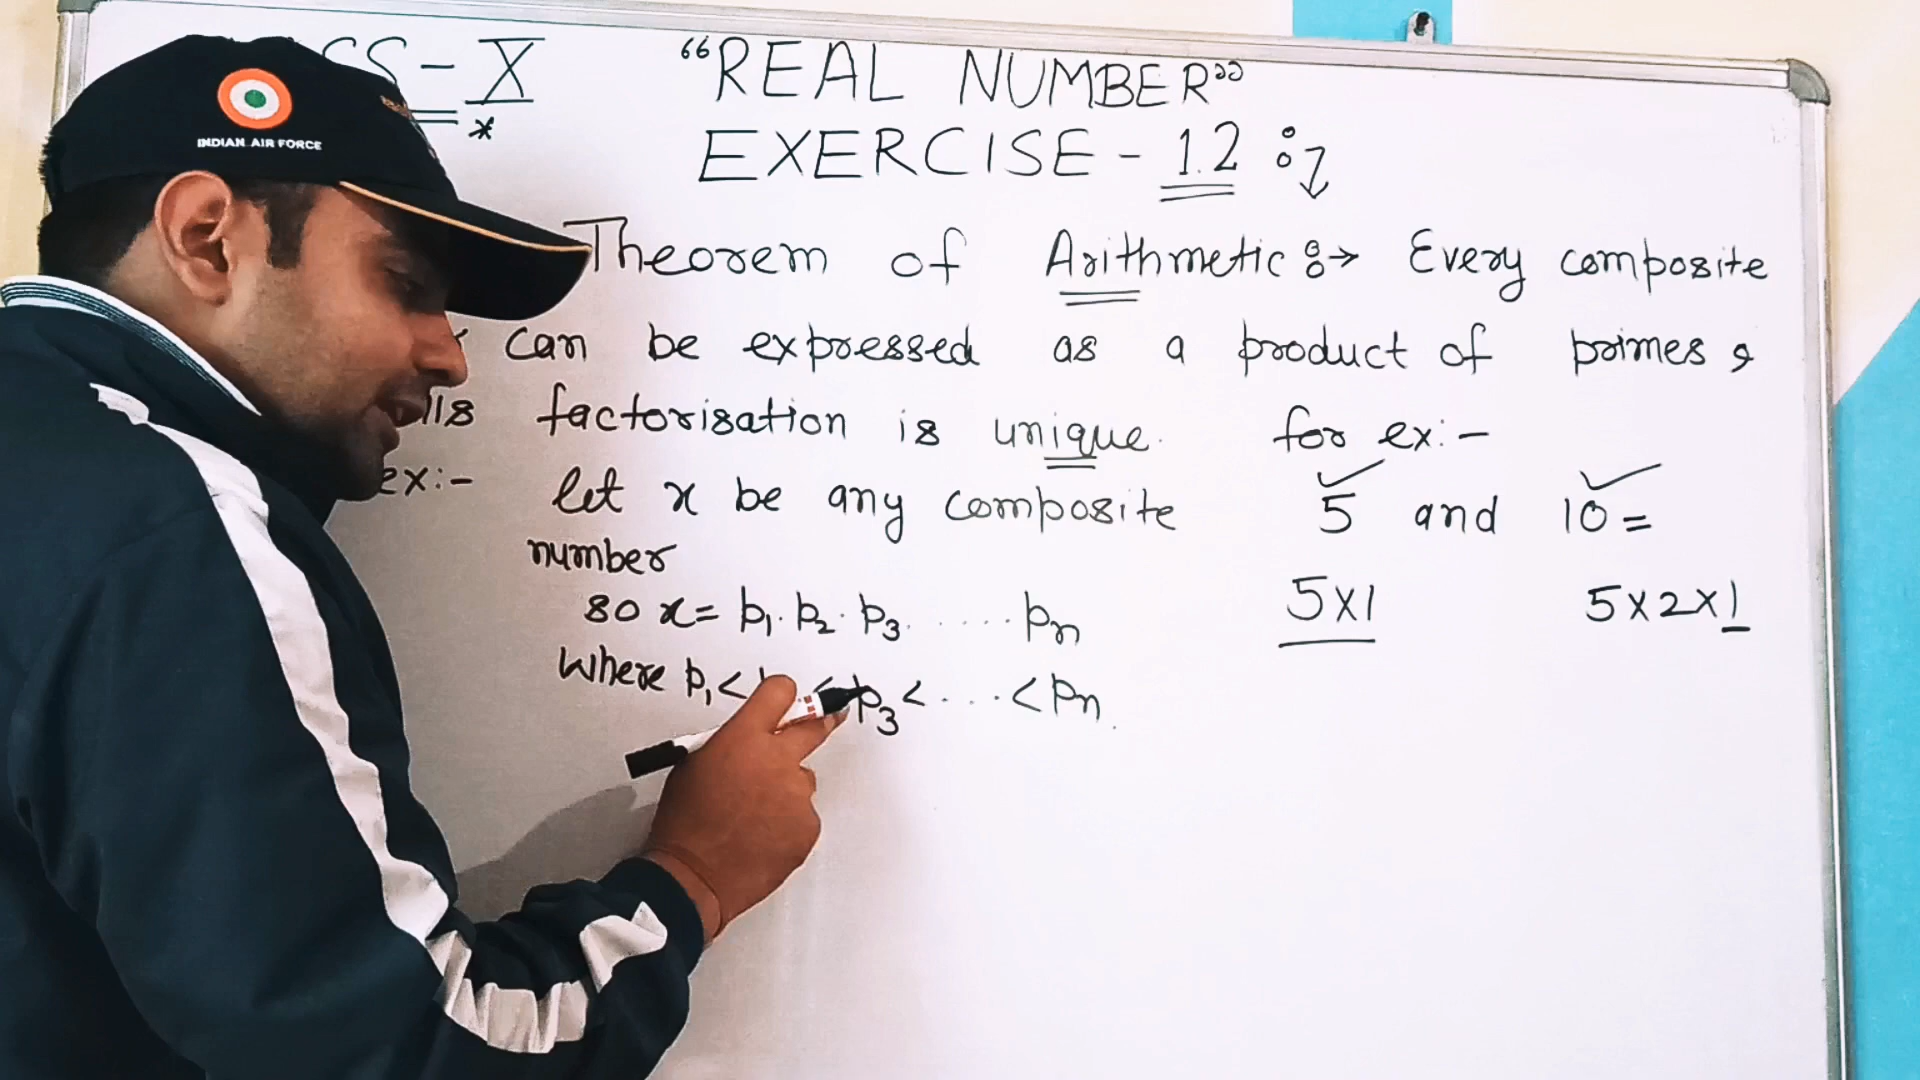 SS - X "REAL NUMBER"
EXERCISE - 1.2 :
INDIAN AIR FORCE
Theorem of Arithmetic :→ Every composite
can be expressed as a product of primes &
factorisation is unique. for ex:-
ex:- let x be any composite 5 and 10 =
number
so x = p₁. p₂. p₃. ..... pₙ 5x1 5x2x1
where p₁ < < p₃ < .... < pₙ.